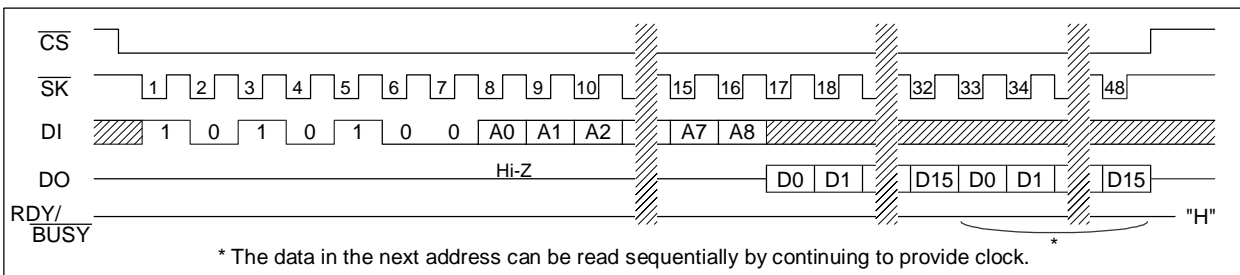 CS
SK 1 2 3 4 5 6 7 8 9 10 15 16 17 18 32 33 34 48
DI 1 0 1 0 1 0 0 A0 A1 A2 A7 A8
DO Hi-Z D0 D1 D15 D0 D1 D15
RDY/
BUSY "H"
*
* The data in the next address can be read sequentially by continuing to provide clock.